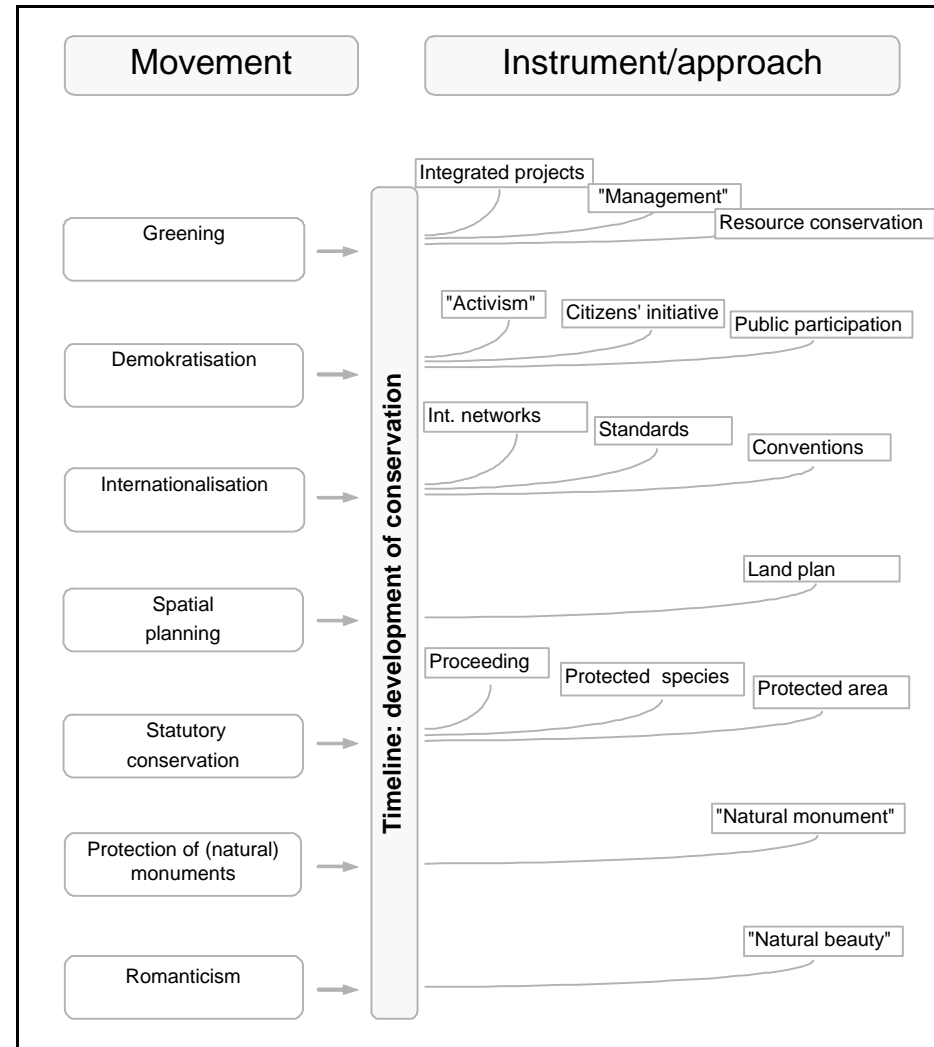 Movement
Instrument/approach
Integrated projects
"Management"
Resource conservation
Greening
"Activism"
Citizens' initiative
Public participation
Demokratisation
Int. networks
Standards
Conventions
Internationalisation
Timeline: development of conservation
Land plan
Spatial
planning
Proceeding
Protected species
Protected area
Statutory
conservation
"Natural monument"
Protection of (natural)
monuments
"Natural beauty"
Romanticism